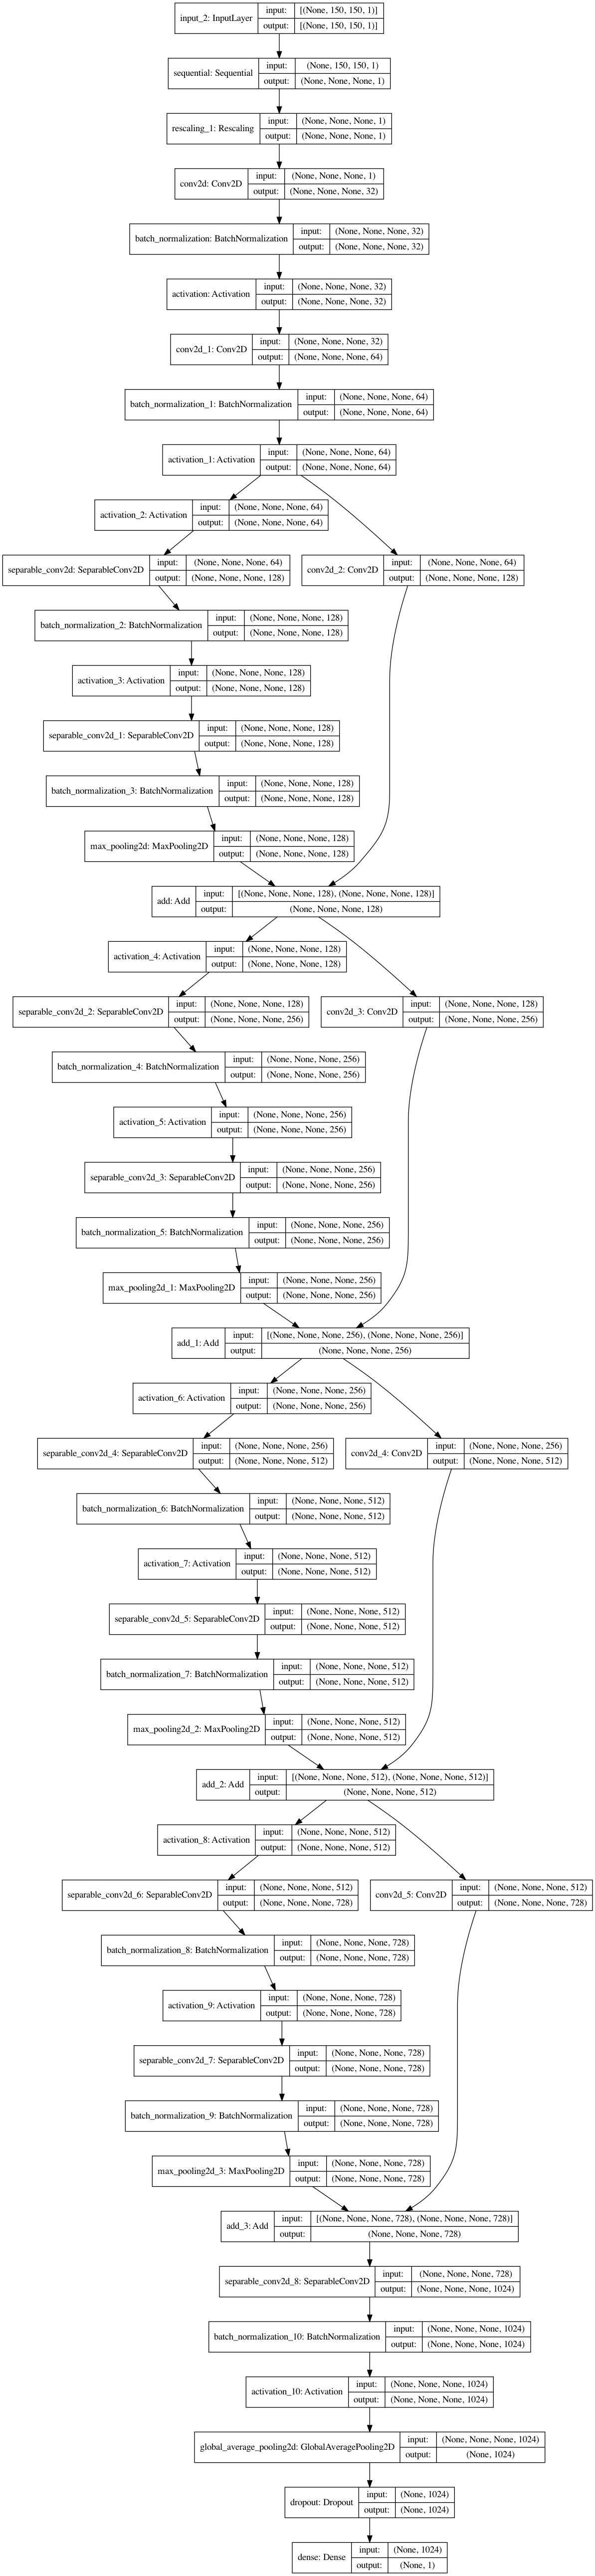 input_2: InputLayer
input: [(None, 150, 150, 1)]
output: [(None, 150, 150, 1)]
sequential: Sequential
input: (None, 150, 150, 1)
output: (None, None, None, 1)
rescaling_1: Rescaling
input: (None, None, None, 1)
output: (None, None, None, 1)
conv2d: Conv2D
input: (None, None, None, 1)
output: (None, None, None, 32)
batch_normalization: BatchNormalization
input: (None, None, None, 32)
output: (None, None, None, 32)
activation: Activation
input: (None, None, None, 32)
output: (None, None, None, 32)
conv2d_1: Conv2D
input: (None, None, None, 32)
output: (None, None, None, 64)
batch_normalization_1: BatchNormalization
input: (None, None, None, 64)
output: (None, None, None, 64)
activation_1: Activation
input: (None, None, None, 64)
output: (None, None, None, 64)
activation_2: Activation
input: (None, None, None, 64)
output: (None, None, None, 64)
separable_conv2d: SeparableConv2D
input: (None, None, None, 64)
output: (None, None, None, 128)
conv2d_2: Conv2D
input: (None, None, None, 64)
output: (None, None, None, 128)
batch_normalization_2: BatchNormalization
input: (None, None, None, 128)
output: (None, None, None, 128)
activation_3: Activation
input: (None, None, None, 128)
output: (None, None, None, 128)
separable_conv2d_1: SeparableConv2D
input: (None, None, None, 128)
output: (None, None, None, 128)
batch_normalization_3: BatchNormalization
input: (None, None, None, 128)
output: (None, None, None, 128)
max_pooling2d: MaxPooling2D
input: (None, None, None, 128)
output: (None, None, None, 128)
add: Add
input: [(None, None, None, 128), (None, None, None, 128)]
output: (None, None, None, 128)
activation_4: Activation
input: (None, None, None, 128)
output: (None, None, None, 128)
separable_conv2d_2: SeparableConv2D
input: (None, None, None, 128)
output: (None, None, None, 256)
conv2d_3: Conv2D
input: (None, None, None, 128)
output: (None, None, None, 256)
batch_normalization_4: BatchNormalization
input: (None, None, None, 256)
output: (None, None, None, 256)
activation_5: Activation
input: (None, None, None, 256)
output: (None, None, None, 256)
separable_conv2d_3: SeparableConv2D
input: (None, None, None, 256)
output: (None, None, None, 256)
batch_normalization_5: BatchNormalization
input: (None, None, None, 256)
output: (None, None, None, 256)
max_pooling2d_1: MaxPooling2D
input: (None, None, None, 256)
output: (None, None, None, 256)
add_1: Add
input: [(None, None, None, 256), (None, None, None, 256)]
output: (None, None, None, 256)
activation_6: Activation
input: (None, None, None, 256)
output: (None, None, None, 256)
separable_conv2d_4: SeparableConv2D
input: (None, None, None, 256)
output: (None, None, None, 512)
conv2d_4: Conv2D
input: (None, None, None, 256)
output: (None, None, None, 512)
batch_normalization_6: BatchNormalization
input: (None, None, None, 512)
output: (None, None, None, 512)
activation_7: Activation
input: (None, None, None, 512)
output: (None, None, None, 512)
separable_conv2d_5: SeparableConv2D
input: (None, None, None, 512)
output: (None, None, None, 512)
batch_normalization_7: BatchNormalization
input: (None, None, None, 512)
output: (None, None, None, 512)
max_pooling2d_2: MaxPooling2D
input: (None, None, None, 512)
output: (None, None, None, 512)
add_2: Add
input: [(None, None, None, 512), (None, None, None, 512)]
output: (None, None, None, 512)
activation_8: Activation
input: (None, None, None, 512)
output: (None, None, None, 512)
separable_conv2d_6: SeparableConv2D
input: (None, None, None, 512)
output: (None, None, None, 728)
conv2d_5: Conv2D
input: (None, None, None, 512)
output: (None, None, None, 728)
batch_normalization_8: BatchNormalization
input: (None, None, None, 728)
output: (None, None, None, 728)
activation_9: Activation
input: (None, None, None, 728)
output: (None, None, None, 728)
separable_conv2d_7: SeparableConv2D
input: (None, None, None, 728)
output: (None, None, None, 728)
batch_normalization_9: BatchNormalization
input: (None, None, None, 728)
output: (None, None, None, 728)
max_pooling2d_3: MaxPooling2D
input: (None, None, None, 728)
output: (None, None, None, 728)
add_3: Add
input: [(None, None, None, 728), (None, None, None, 728)]
output: (None, None, None, 728)
separable_conv2d_8: SeparableConv2D
input: (None, None, None, 728)
output: (None, None, None, 1024)
batch_normalization_10: BatchNormalization
input: (None, None, None, 1024)
output: (None, None, None, 1024)
activation_10: Activation
input: (None, None, None, 1024)
output: (None, None, None, 1024)
global_average_pooling2d: GlobalAveragePooling2D
input: (None, None, None, 1024)
output: (None, 1024)
dropout: Dropout
input: (None, 1024)
output: (None, 1024)
dense: Dense
input: (None, 1024)
output: (None, 1)